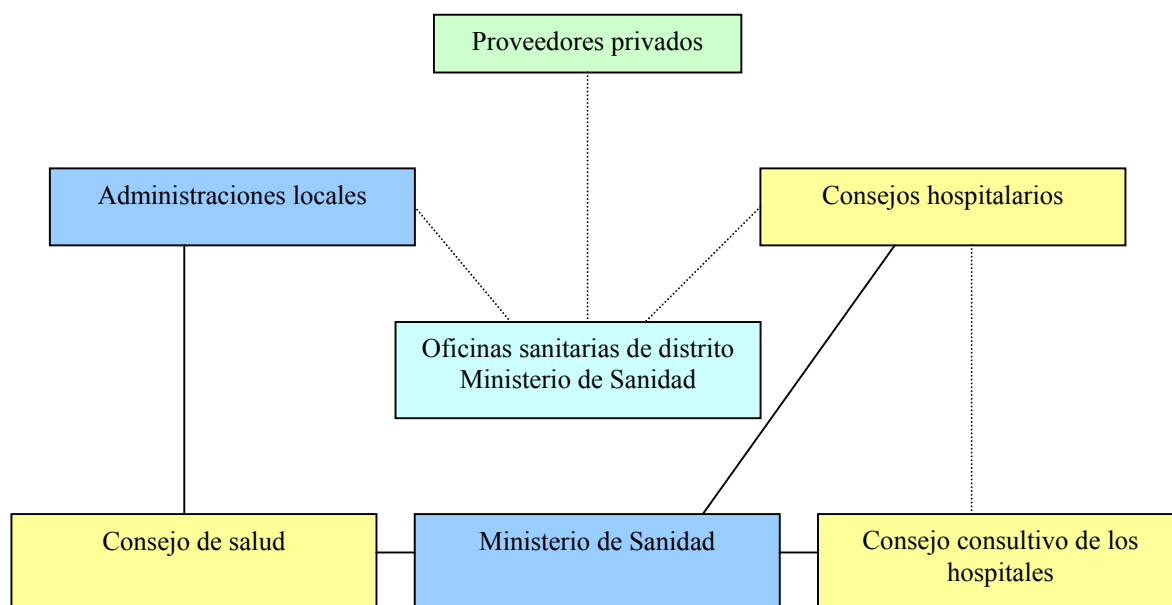 Proveedores privados
Administraciones locales
Consejos hospitalarios
Oficinas sanitarias de distrito
Ministerio de Sanidad
Consejo de salud
Ministerio de Sanidad
Consejo consultivo de los
hospitales